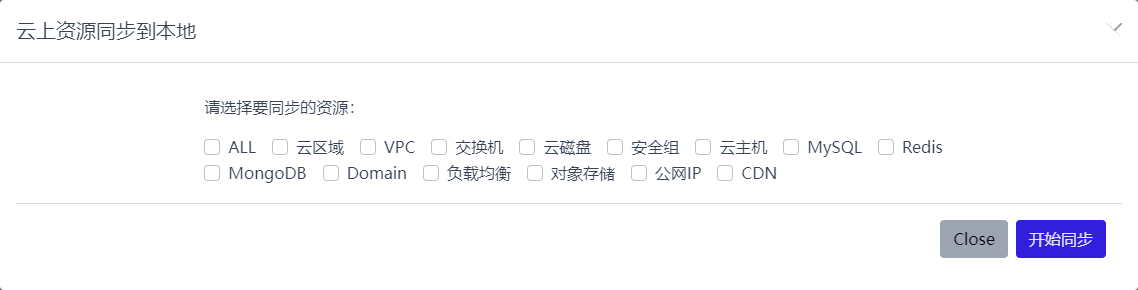 云上资源同步到本地
请选择要同步的资源：
ALL 云区域 VPC 交换机 云磁盘 安全组 云主机 MySQL Redis
MongoDB Domain 负载均衡 对象存储 公网IP CDN
Close 开始同步